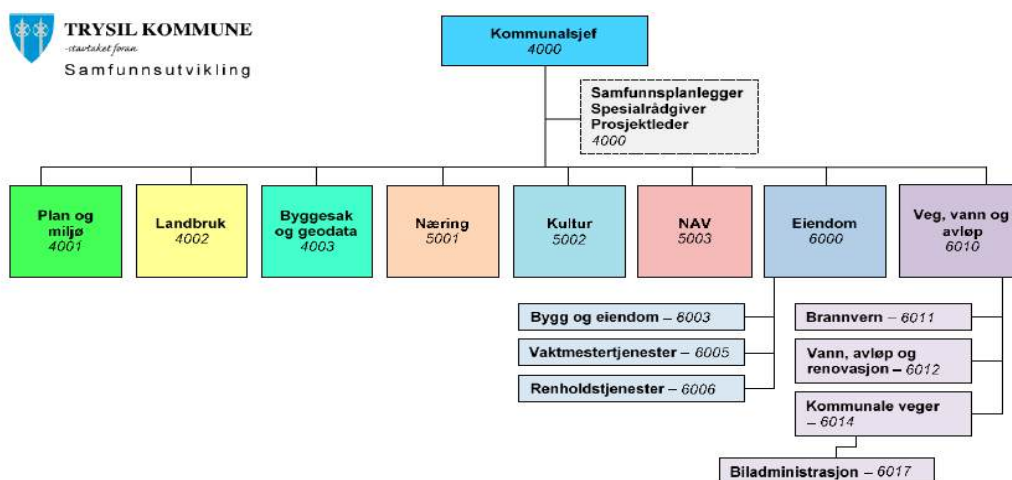 TRYSIL KOMMUNE
-stavtaket foran
Samfunnsutvikling
Kommunalsjef
4000
Samfunnsplanlegger
Spesialrådgiver
Prosjektleder
4000
Plan og
miljø
4001
Landbruk
4002
Byggesak
og geodata
4003
Næring
5001
Kultur
5002
NAV
5003
Eiendom
6000
Veg, vann og
avløp
6010
Bygg og eiendom – 6003
Vaktmestertjenester – 6005
Renholdstjenester – 6006
Brannvern – 6011
Vann, avløp og
renovasjon – 6012
Kommunale veger
– 6014
Biladministrasjon – 6017